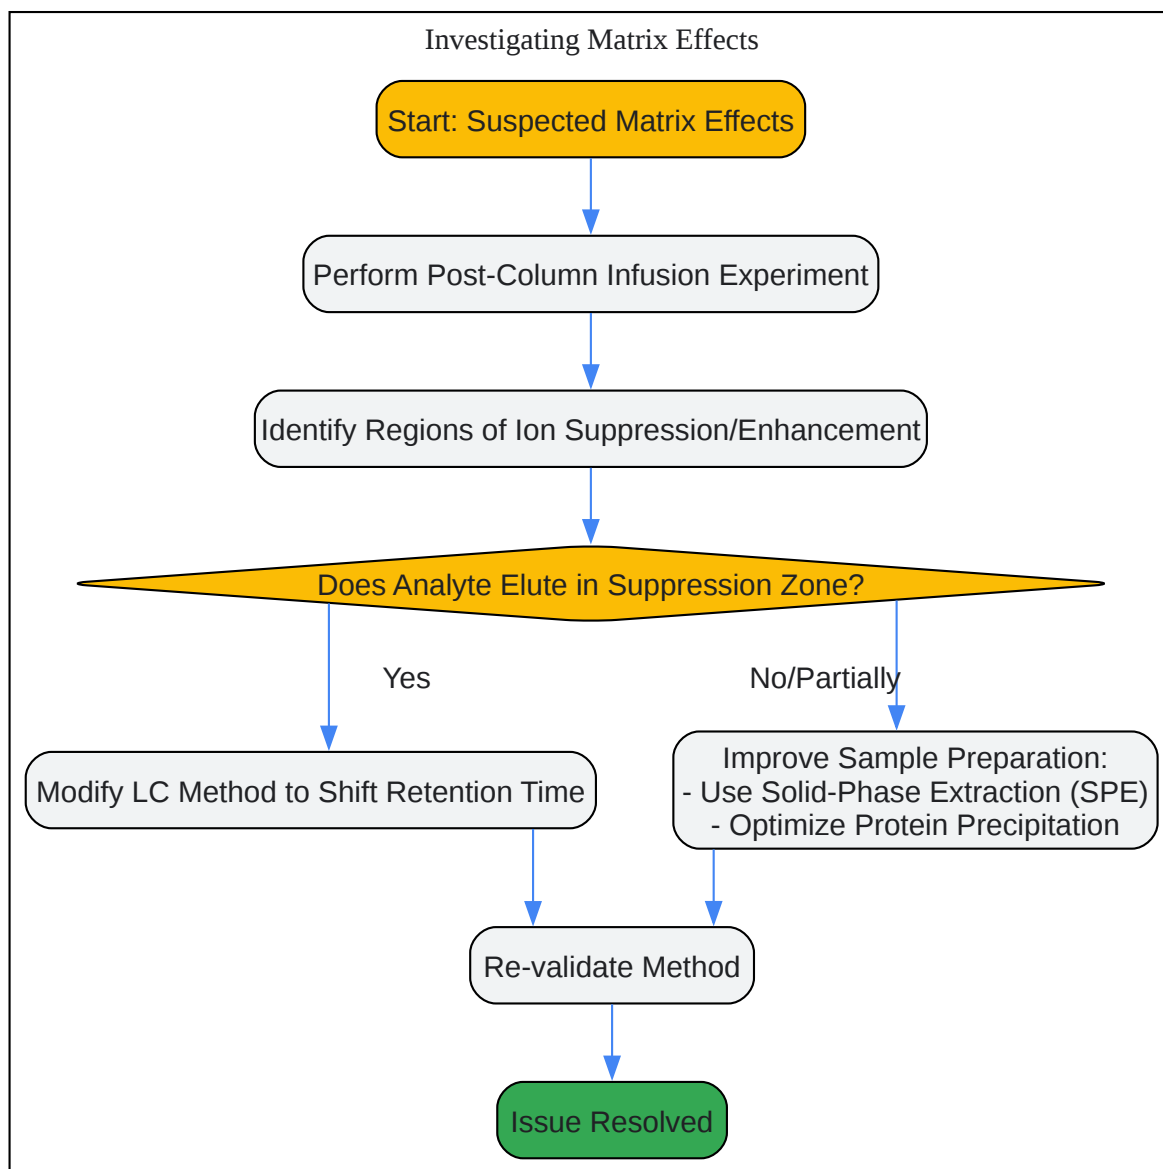 Investigating Matrix Effects
Start: Suspected Matrix Effects
Perform Post-Column Infusion Experiment
Identify Regions of Ion Suppression/Enhancement
Does Analyte Elute in Suppression Zone?
Yes
No/Partially
Modify LC Method to Shift Retention Time
Improve Sample Preparation:
- Use Solid-Phase Extraction (SPE)
- Optimize Protein Precipitation
Re-validate Method
Issue Resolved